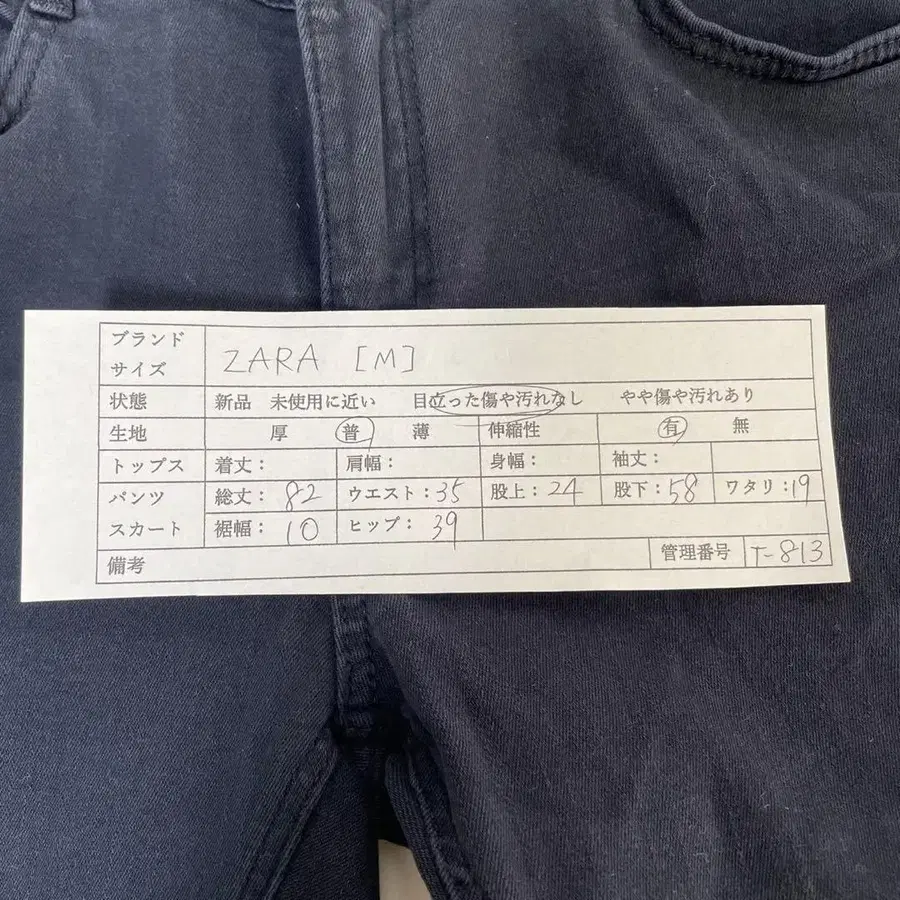 ブランド
サイズ ZARA [M]
状態 新品 未使用に近い 目立った傷や汚れなし やや傷や汚れあり
生地 厚 普 薄 伸縮性 有 無
トップス 着丈： 肩幅： 身幅： 袖丈：
パンツ 総丈：82 ウエスト：35 股上：24 股下：58 ワタリ：19
スカート 裾幅：10 ヒップ：39
備考 管理番号 T-813